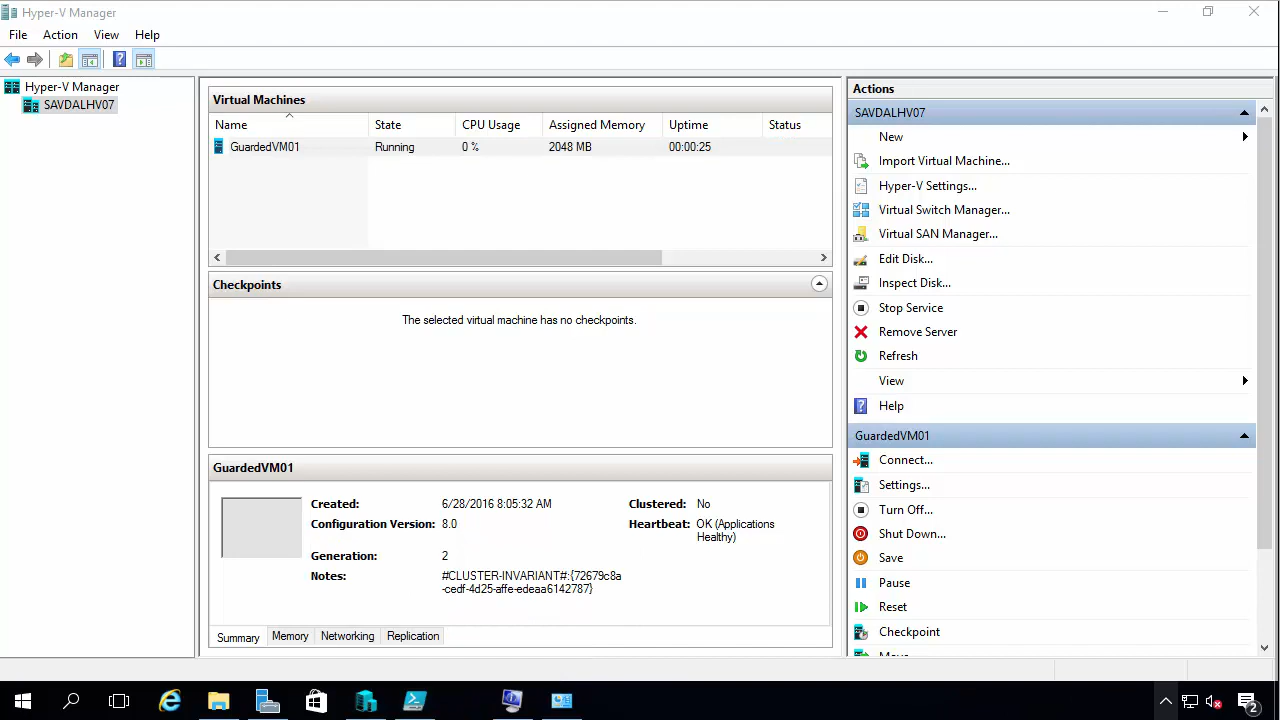 Hyper-V Manager
File Action View Help
Hyper-V Manager
SAVDALHV07
Virtual Machines
Name State CPU Usage Assigned Memory Uptime Status
GuardedVM01 Running 0 % 2048 MB 00:00:25
Checkpoints
The selected virtual machine has no checkpoints.
GuardedVM01
Created: 6/28/2016 8:05:32 AM Clustered: No
Configuration Version: 8.0 Heartbeat: OK (Applications
Healthy)
Generation: 2
Notes: #CLUSTER-INVARIANT#:{72679c8a
-cedf-4d25-affe-edeaa6142787}
Summary Memory Networking Replication
Actions
SAVDALHV07
New
Import Virtual Machine...
Hyper-V Settings...
Virtual Switch Manager...
Virtual SAN Manager...
Edit Disk...
Inspect Disk...
Stop Service
Remove Server
Refresh
View
Help
GuardedVM01
Connect...
Settings...
Turn Off...
Shut Down...
Save
Pause
Reset
Checkpoint
Move...
2